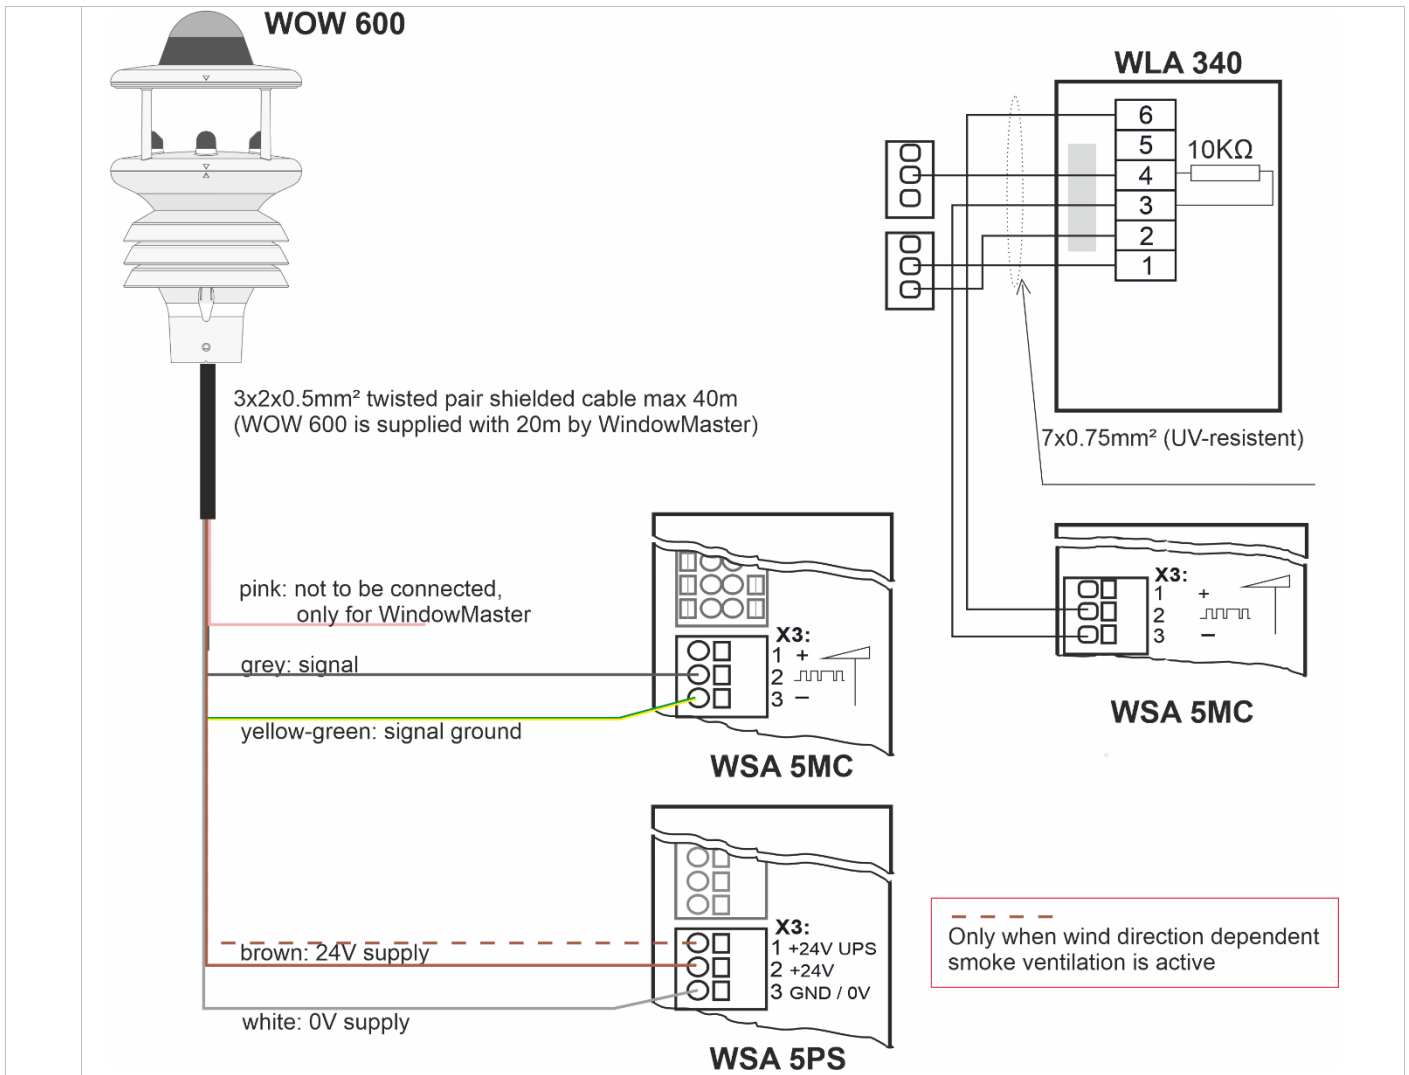 WOW 600
WLA 340
6
5
4
3
2
1
10KΩ
3x2x0.5mm² twisted pair shielded cable max 40m
(WOW 600 is supplied with 20m by WindowMaster)
7x0.75mm² (UV-resistent)
pink: not to be connected,
only for WindowMaster
grey: signal
yellow-green: signal ground
X3:
1 +
2
3 –
WSA 5MC
X3:
1 +
2
3 –
WSA 5MC
brown: 24V supply
white: 0V supply
X3:
1 +24V UPS
2 +24V
3 GND / 0V
WSA 5PS
Only when wind direction dependent
smoke ventilation is active